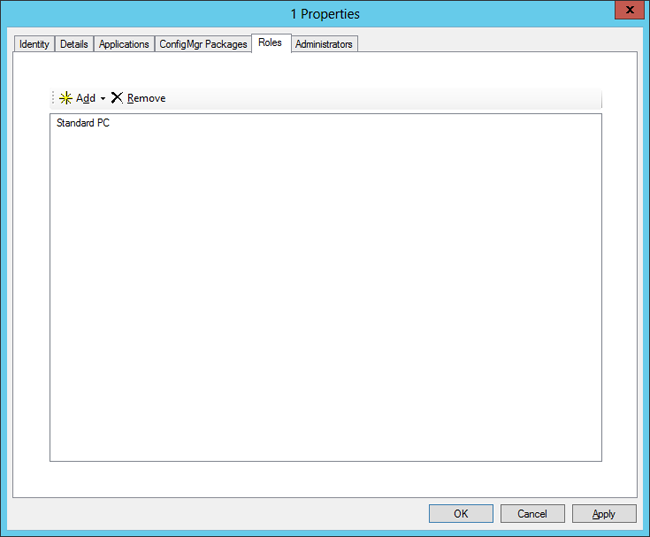 1 Properties
x
Identity Details Applications ConfigMgr Packages Roles Administrators
Add Remove
Standard PC
OK Cancel Apply